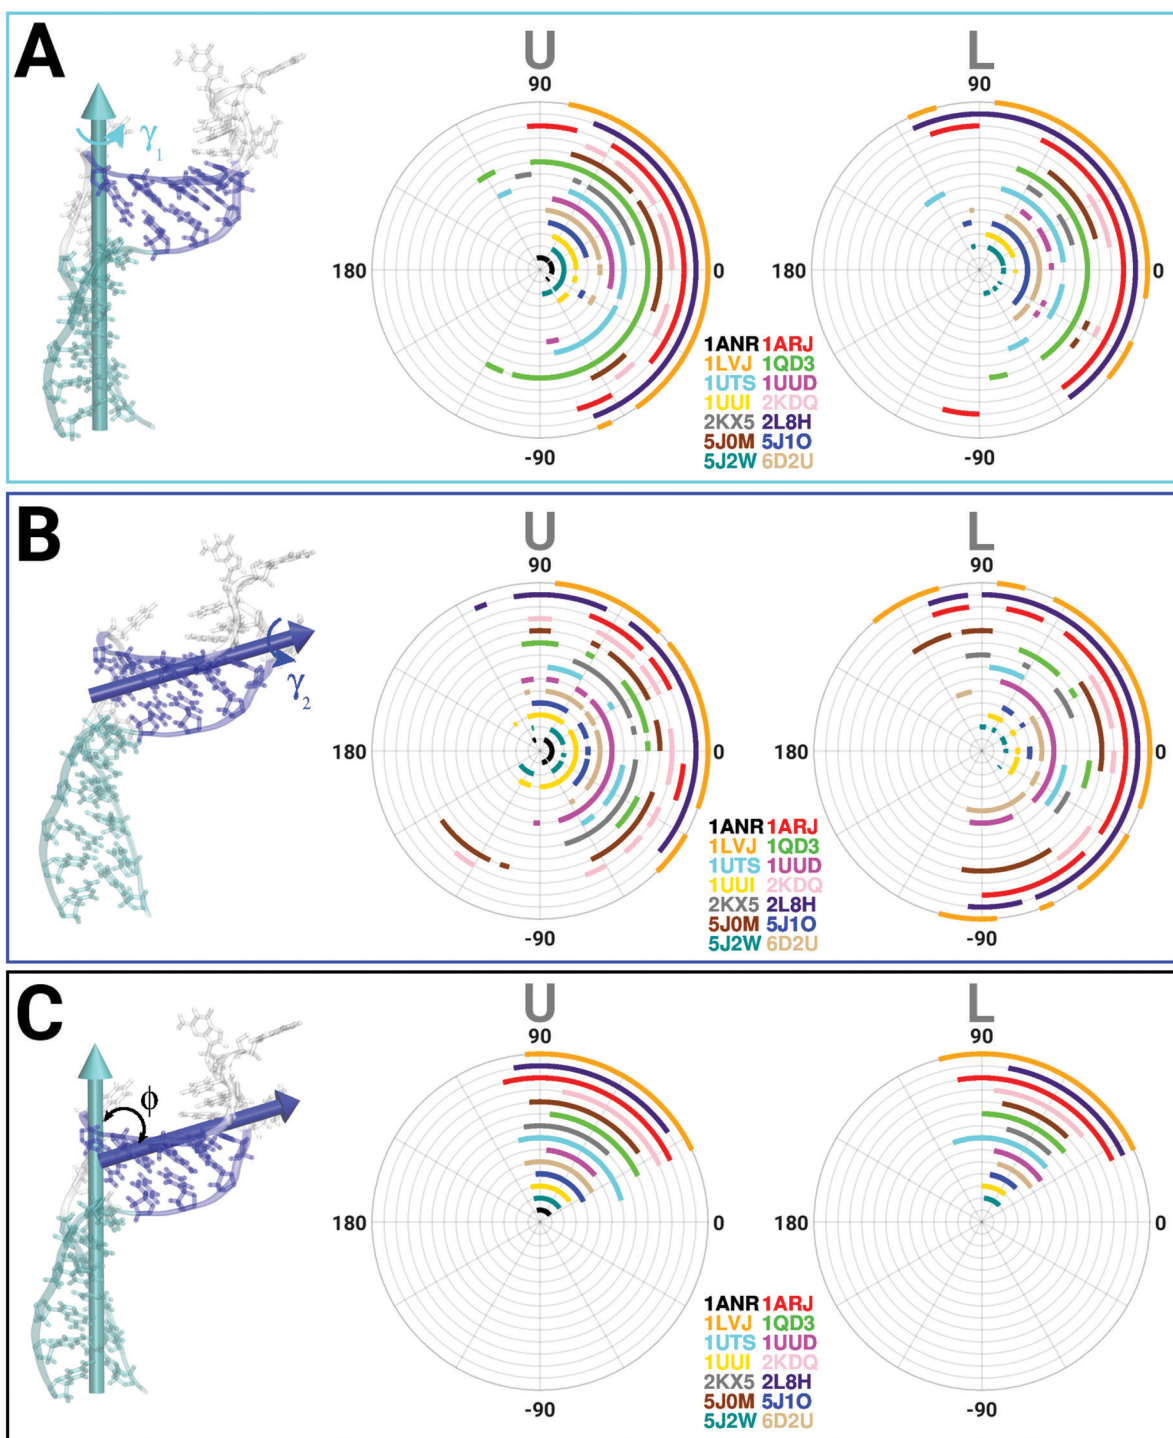 A
γ1
U
L
90
90
180
0
180
0
1ANR 1ARJ
1LVJ 1QD3
1UTS 1UUD
1UUI 2KDQ
2KX5 2L8H
5J0M 5J1O
5J2W 6D2U
-90
-90
B
γ2
U
L
90
90
180
0
180
0
1ANR 1ARJ
1LVJ 1QD3
1UTS 1UUD
1UUI 2KDQ
2KX5 2L8H
5J0M 5J1O
5J2W 6D2U
-90
-90
C
ϕ
U
L
90
90
180
0
180
0
1ANR 1ARJ
1LVJ 1QD3
1UTS 1UUD
1UUI 2KDQ
2KX5 2L8H
5J0M 5J1O
5J2W 6D2U
-90
-90